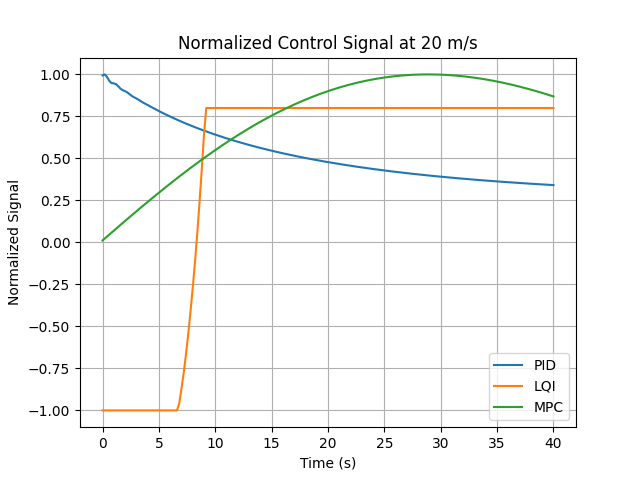 Normalized Control Signal at 20 m/s
Normalized Signal
1.00
0.75
0.50
0.25
0.00
−0.25
−0.50
−0.75
−1.00
PID
LQI
MPC
0 5 10 15 20 25 30 35 40
Time (s)